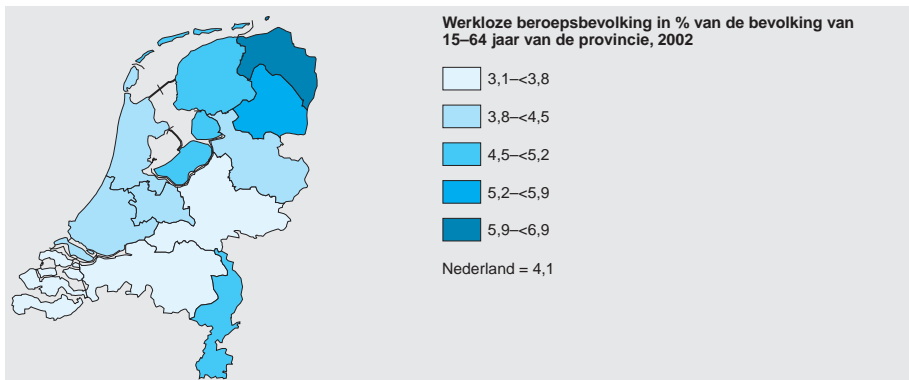 Werkloze beroepsbevolking in % van de bevolking van
15–64 jaar van de provincie, 2002
3,1–<3,8
3,8–<4,5
4,5–<5,2
5,2–<5,9
5,9–<6,9
Nederland = 4,1